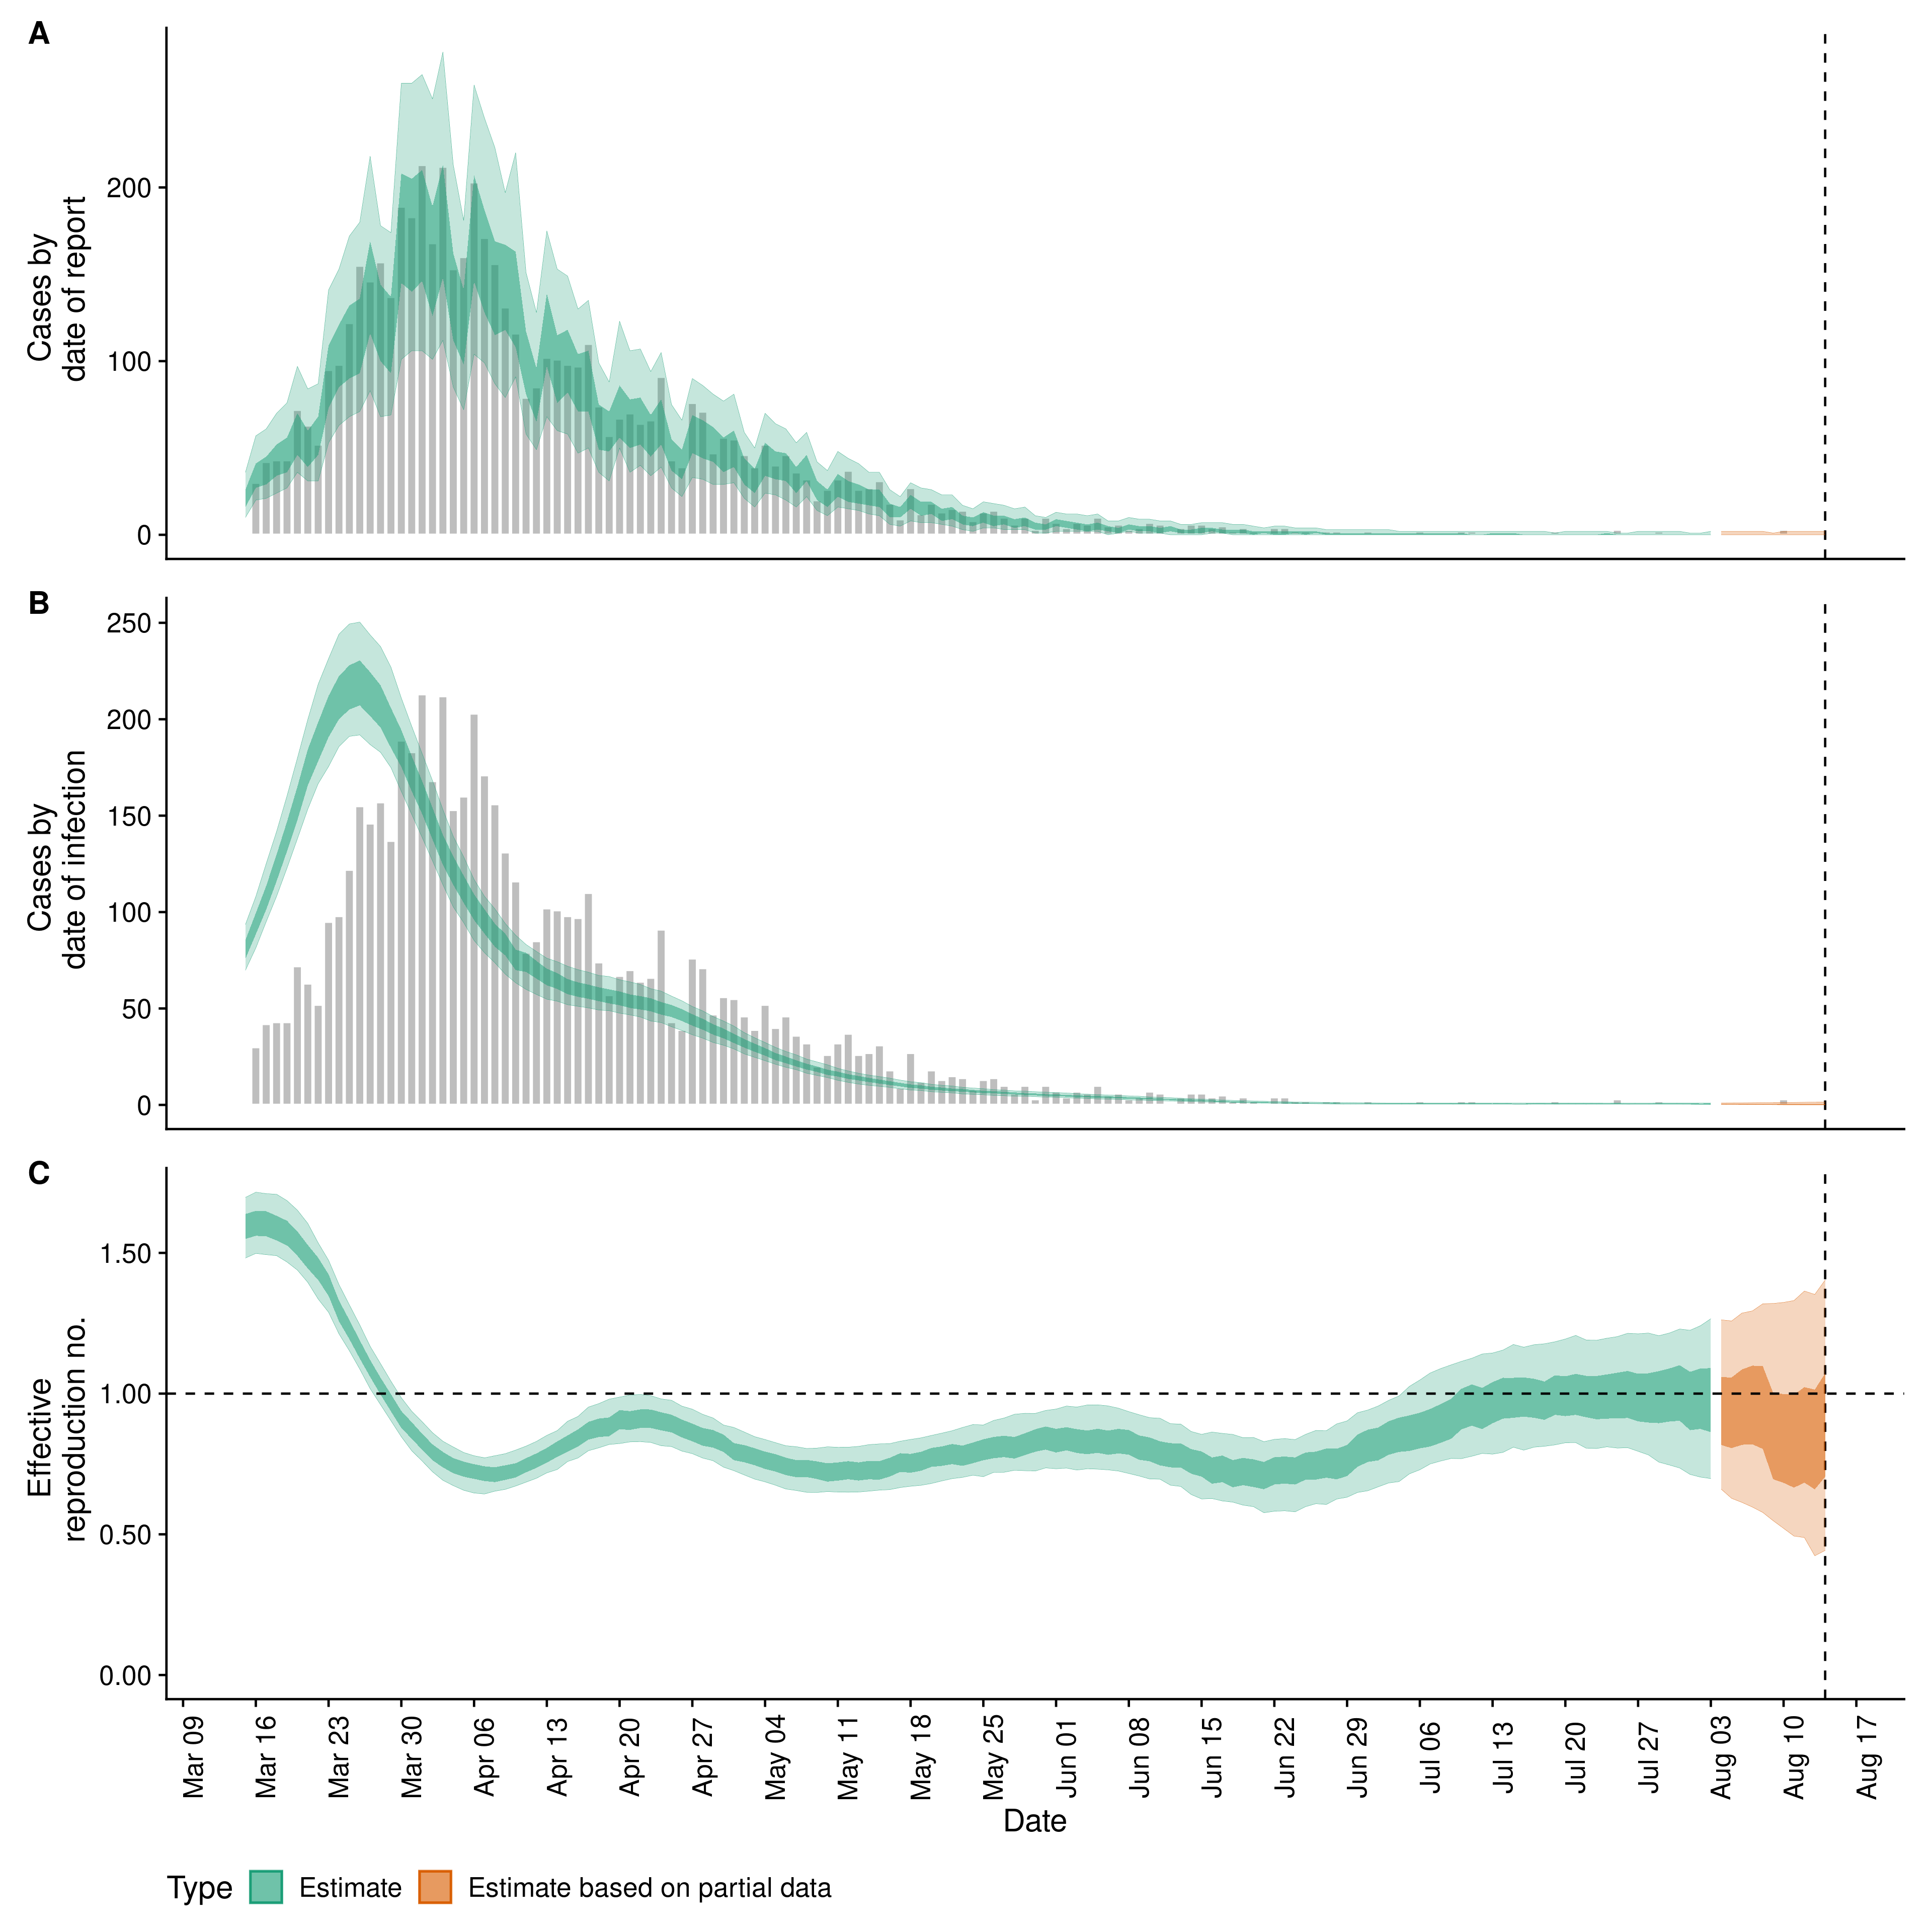 A
Cases by
date of report
200
100
0
B
Cases by
date of infection
250
200
150
100
50
0
C
Effective
reproduction no.
1.50
1.00
0.50
0.00
Mar 09
Mar 16
Mar 23
Mar 30
Apr 06
Apr 13
Apr 20
Apr 27
May 04
May 11
May 18
May 25
Jun 01
Jun 08
Jun 15
Jun 22
Jun 29
Jul 06
Jul 13
Jul 20
Jul 27
Aug 03
Aug 10
Aug 17
Date
Type Estimate Estimate based on partial data